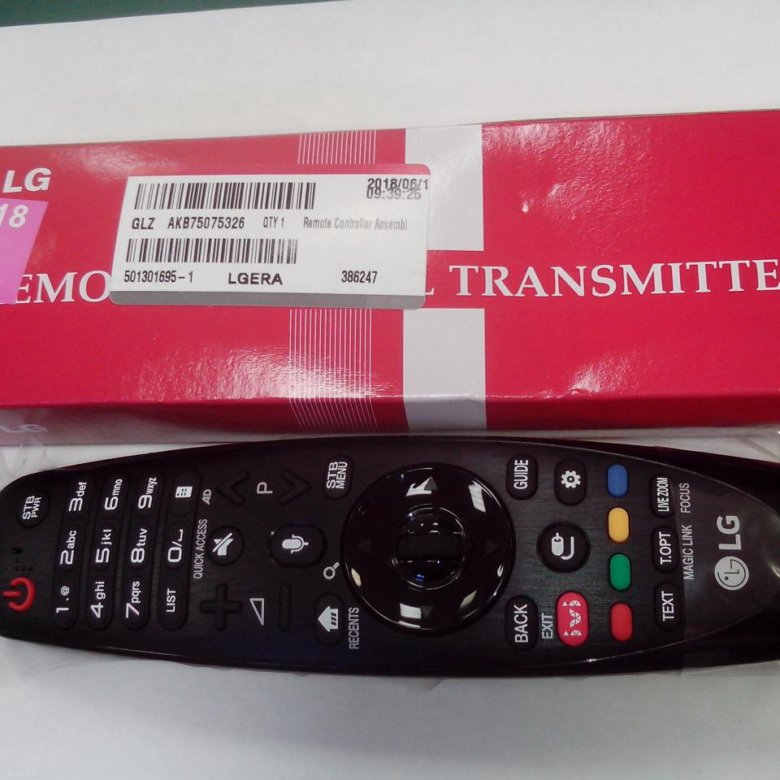 LG
18
2018/06/1
09:39:25
GLZ AKB75075326 QTY 1 Remote Controller Assembl
501301695-1 LGERA 386247
EMO L TRANSMITTE
LG
STB PWR
1.@ 2abc 3def
4ghi 5jkl 6mno
7pqrs 8tuv 9wxyz
LIST 0/⎵
QUICK ACCESS
AD
P
STB MENU
RECENTS
GUIDE
BACK
EXIT
LIVE ZOOM
FOCUS
T.OPT
MAGIC LINK
TEXT
LG